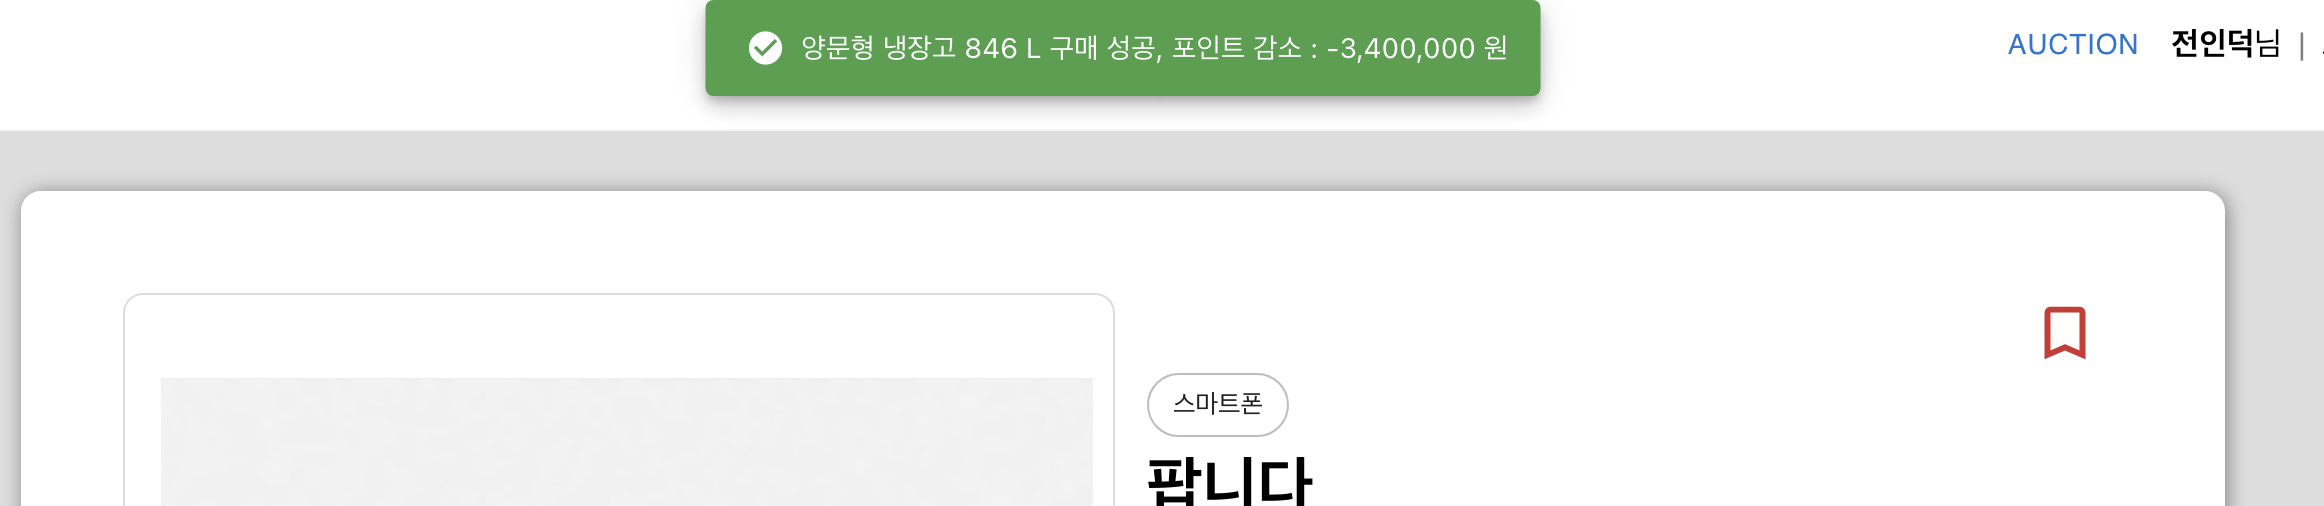 양문형 냉장고 846 L 구매 성공, 포인트 감소 : -3,400,000 원
AUCTION 전인덕님 |
스마트폰
팝니다